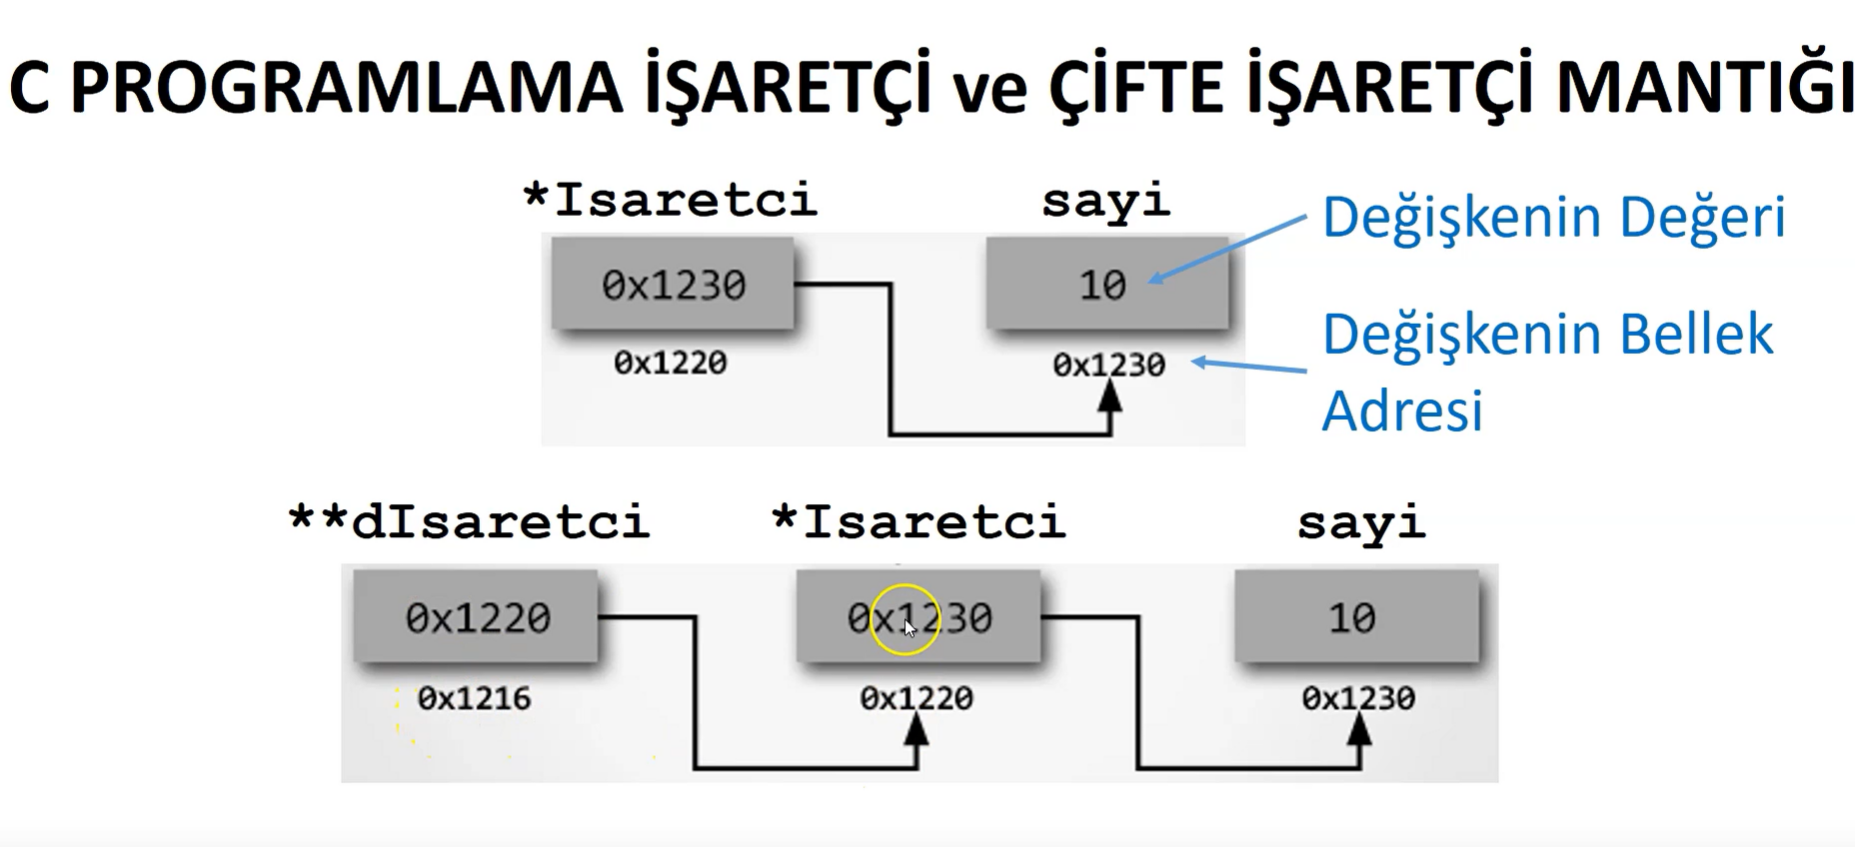 C PROGRAMLAMA İŞARETÇİ ve ÇİFTE İŞARETÇİ MANTIĞI
*Isaretci sayi
Değişkenin Değeri
0x1230 10
Değişkenin Bellek
0x1220 0x1230
Adresi
**dIsaretci *Isaretci sayi
0x1220 0x1230 10
0x1216 0x1220 0x1230